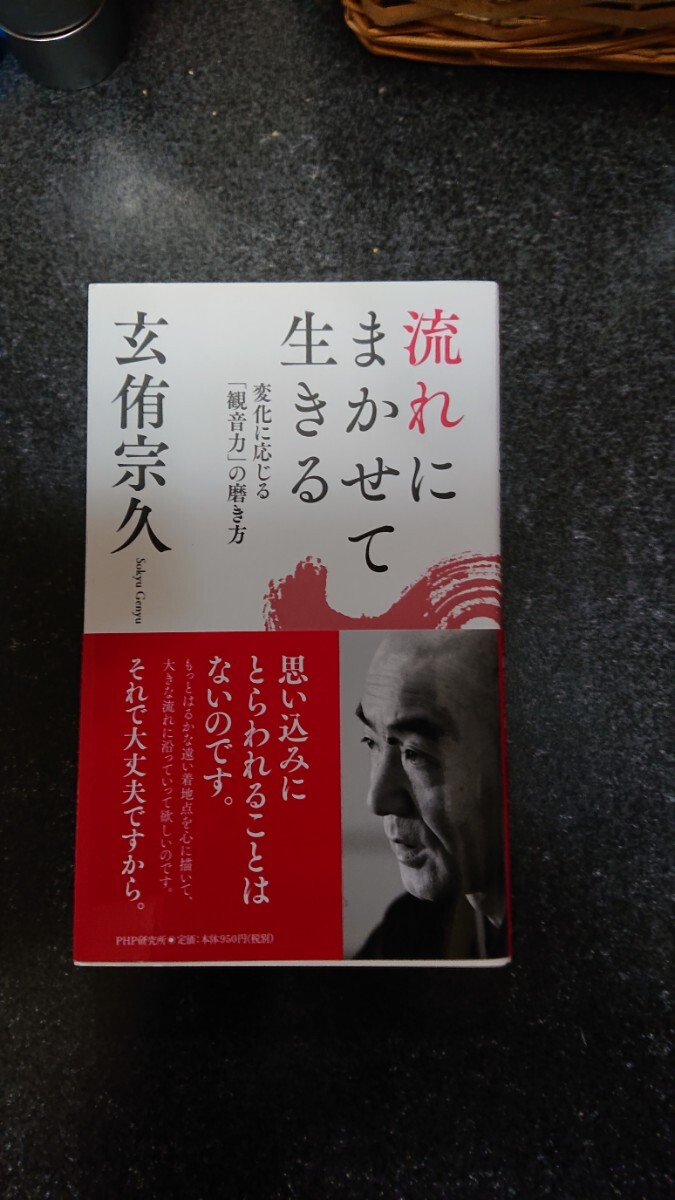 流れに
まかせて
生きる
変化に応じる
「観音力」の磨き方
玄侑宗久
Sokyu Genyu
思い込みに
とらわれることは
ないのです。
もっとはるかな遠い着地点を心に描いて、
大きな流れに沿っていって欲しいのです。
それで大丈夫ですから。
PHP研究所●定価:本体950円(税別)